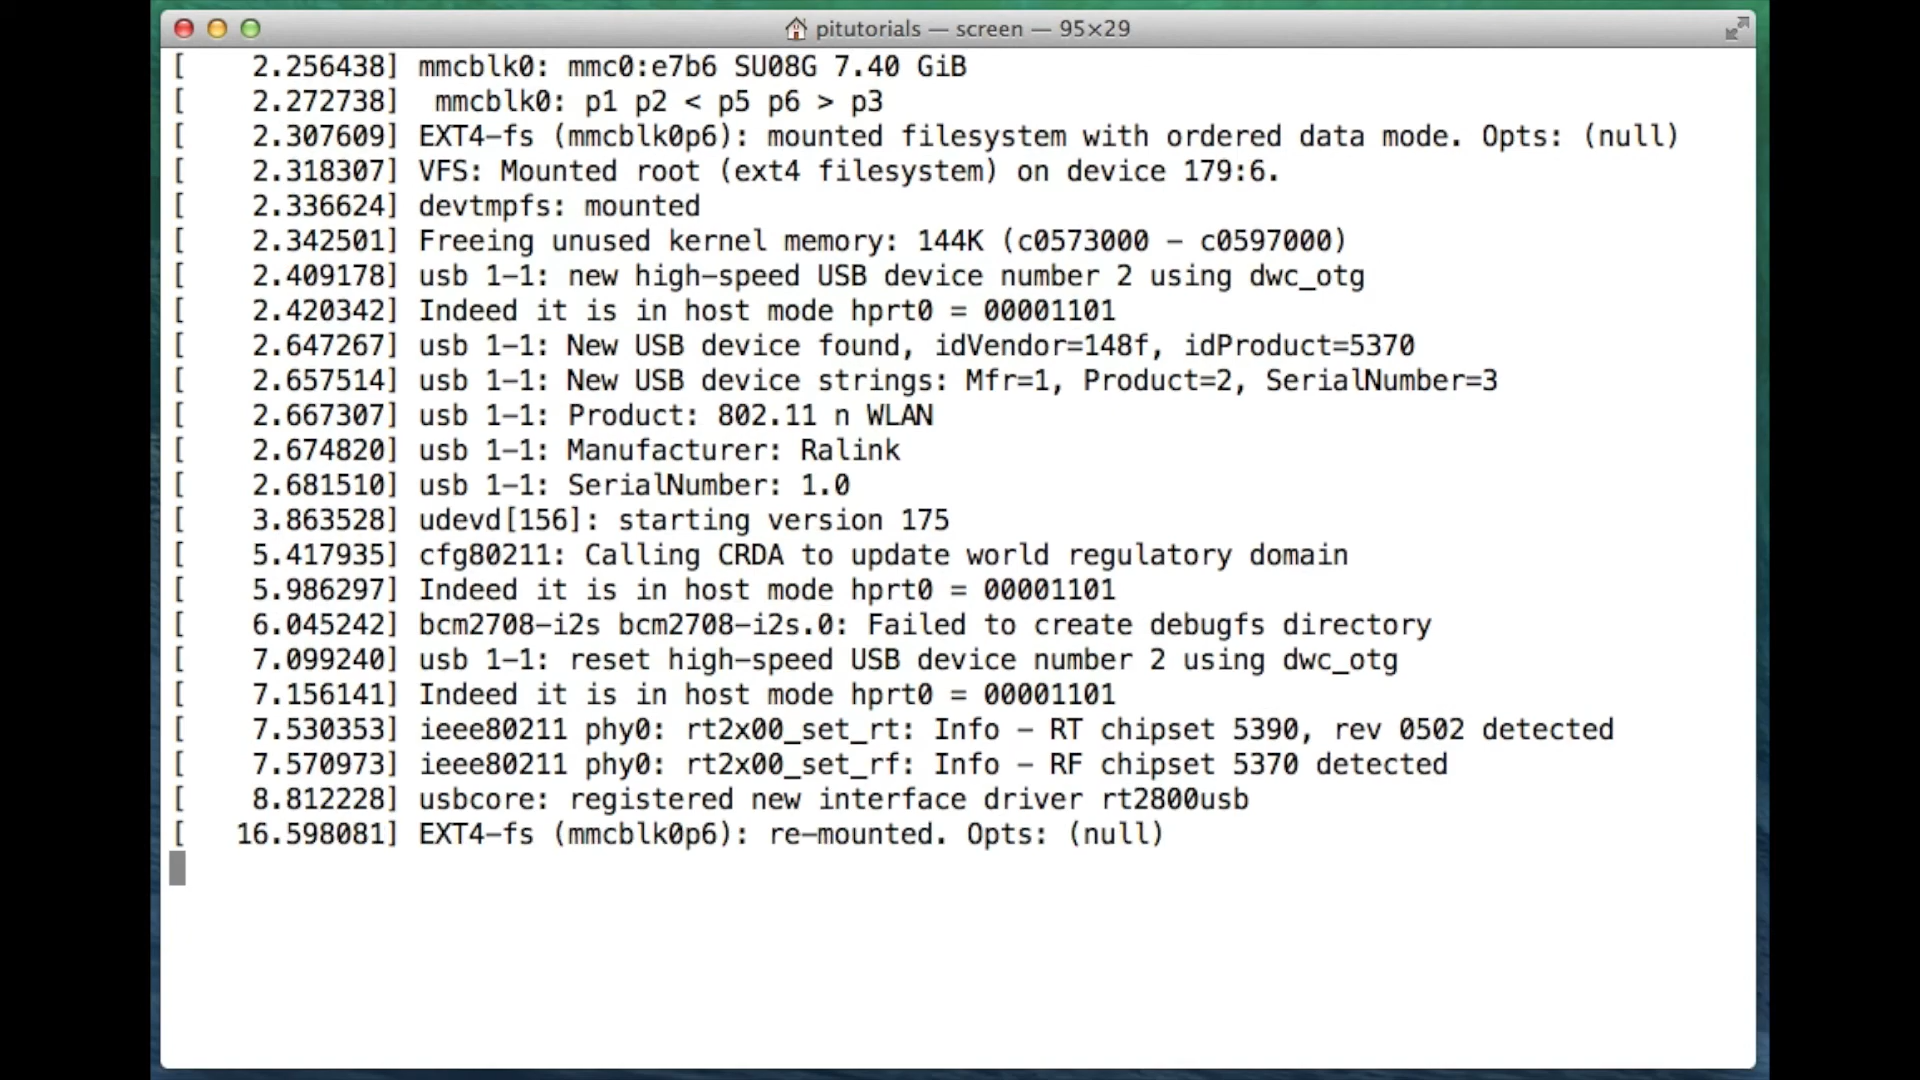 pitutorials — screen — 95×29
[    2.256438] mmcblk0: mmc0:e7b6 SU08G 7.40 GiB
[    2.272738]  mmcblk0: p1 p2 < p5 p6 > p3
[    2.307609] EXT4-fs (mmcblk0p6): mounted filesystem with ordered data mode. Opts: (null)
[    2.318307] VFS: Mounted root (ext4 filesystem) on device 179:6.
[    2.336624] devtmpfs: mounted
[    2.342501] Freeing unused kernel memory: 144K (c0573000 - c0597000)
[    2.409178] usb 1-1: new high-speed USB device number 2 using dwc_otg
[    2.420342] Indeed it is in host mode hprt0 = 00001101
[    2.647267] usb 1-1: New USB device found, idVendor=148f, idProduct=5370
[    2.657514] usb 1-1: New USB device strings: Mfr=1, Product=2, SerialNumber=3
[    2.667307] usb 1-1: Product: 802.11 n WLAN
[    2.674820] usb 1-1: Manufacturer: Ralink
[    2.681510] usb 1-1: SerialNumber: 1.0
[    3.863528] udevd[156]: starting version 175
[    5.417935] cfg80211: Calling CRDA to update world regulatory domain
[    5.986297] Indeed it is in host mode hprt0 = 00001101
[    6.045242] bcm2708-i2s bcm2708-i2s.0: Failed to create debugfs directory
[    7.099240] usb 1-1: reset high-speed USB device number 2 using dwc_otg
[    7.156141] Indeed it is in host mode hprt0 = 00001101
[    7.530353] ieee80211 phy0: rt2x00_set_rt: Info - RT chipset 5390, rev 0502 detected
[    7.570973] ieee80211 phy0: rt2x00_set_rf: Info - RF chipset 5370 detected
[    8.812228] usbcore: registered new interface driver rt2800usb
[   16.598081] EXT4-fs (mmcblk0p6): re-mounted. Opts: (null)